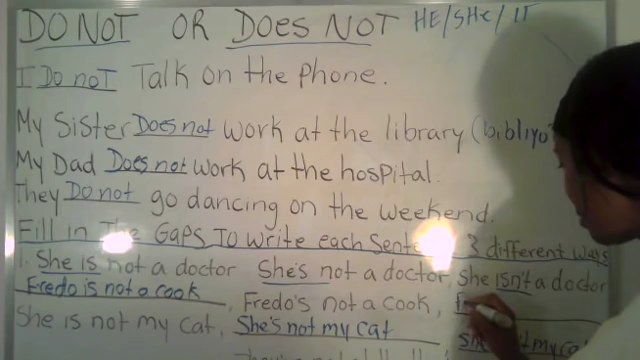 DO NOT OR DOES NOT HE/SHE/IT
I DO noT Talk on the Phone.
My Sister Does not work at the library (bibliyo
My Dad Does not work at the hospital.
They DO not go dancing on the weekend.
Fill in The GAPS TO write each 3 different ways
1. She is not a doctor She's not a doctor, She isn't a doctor
Fredo is not a cook, Fredo's not a cook, F
She is not my cat, She's not my cat, She isn't my cat